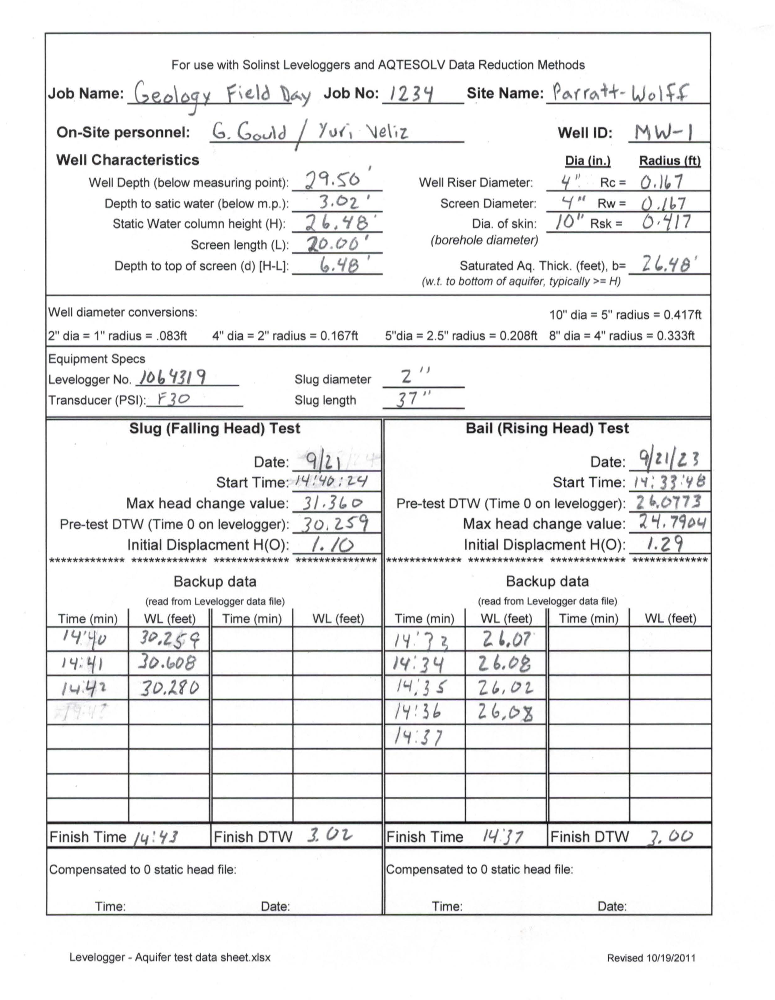 For use with Solinst Leveloggers and AQTESOLV Data Reduction Methods
Job Name: Geology Field Day Job No: 1234 Site Name: Parratt-Wolff
On-Site personnel: G. Gould / Yuri Veliz Well ID: MW-1
Well Characteristics Dia (in.) Radius (ft)
Well Depth (below measuring point): 29.50' Well Riser Diameter: 4" Rc = 0.167
Depth to satic water (below m.p.): 3.02' Screen Diameter: 4" Rw = 0.167
Static Water column height (H): 26.48' Dia. of skin: 10" Rsk = 0.417
Screen length (L): 20.00' (borehole diameter)
Depth to top of screen (d) [H-L]: 6.48' Saturated Aq. Thick. (feet), b= 26.48'
(w.t. to bottom of aquifer, typically >= H)
Well diameter conversions: 10" dia = 5" radius = 0.417ft
2" dia = 1" radius = .083ft 4" dia = 2" radius = 0.167ft 5"dia = 2.5" radius = 0.208ft 8" dia = 4" radius = 0.333ft
Equipment Specs
Levelogger No. 1064319 Slug diameter 2"
Transducer (PSI): F30 Slug length 37"
Slug (Falling Head) Test
Date: 9/21
Start Time: 14:40:24
Max head change value: 31.360
Pre-test DTW (Time 0 on levelogger): 30.259
Initial Displacment H(O): 1.10
************* ************* ************* **************
Backup data
(read from Levelogger data file)
Time (min) WL (feet) Time (min) WL (feet)
14:40 30.259
14:41 30.608
14:42 30.280
Finish Time 14:43 Finish DTW 3.02
Compensated to 0 static head file:
Time: Date:
Bail (Rising Head) Test
Date: 9/21/23
Start Time: 14:33:48
Pre-test DTW (Time 0 on levelogger): 26.0773
Max head change value: 24.7904
Initial Displacment H(O): 1.29
************* ************* ************* *************
Backup data
(read from Levelogger data file)
Time (min) WL (feet) Time (min) WL (feet)
14:33 26.07
14:34 26.08
14:35 26.02
14:36 26.08
14:37
Finish Time 14:37 Finish DTW 3.00
Compensated to 0 static head file:
Time: Date:
Levelogger - Aquifer test data sheet.xlsx Revised 10/19/2011